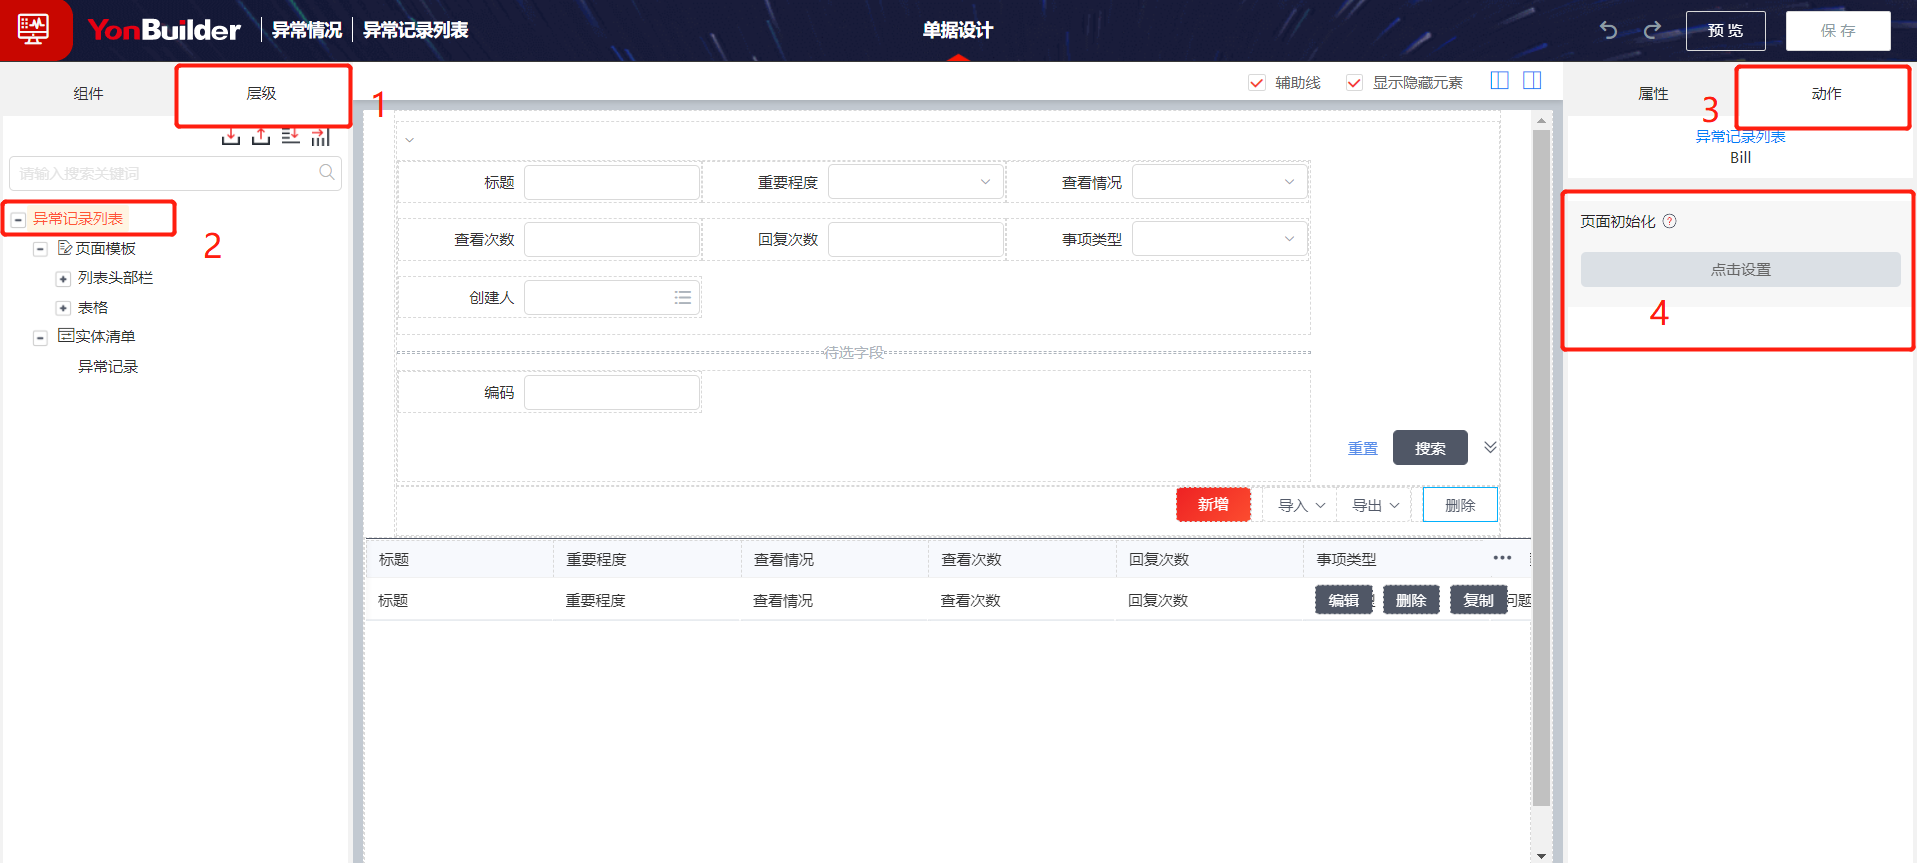 YonBuilder 异常情况 异常记录列表 单据设计 预 览 保 存
组件 层级 1 辅助线 显示隐藏元素 属性 3 动作
异常记录列表
Bill
请输入搜索关键词
异常记录列表
2
页面模板
列表头部栏
表格
实体清单
异常记录
标题 重要程度 查看情况
查看次数 回复次数 事项类型
创建人
待选字段
编码
重置 搜索
新增 导入 导出 删除
标题 重要程度 查看情况 查看次数 回复次数 事项类型 •••
标题 重要程度 查看情况 查看次数 回复次数 编辑 删除 复制 问题
页面初始化 ?
点击设置
4